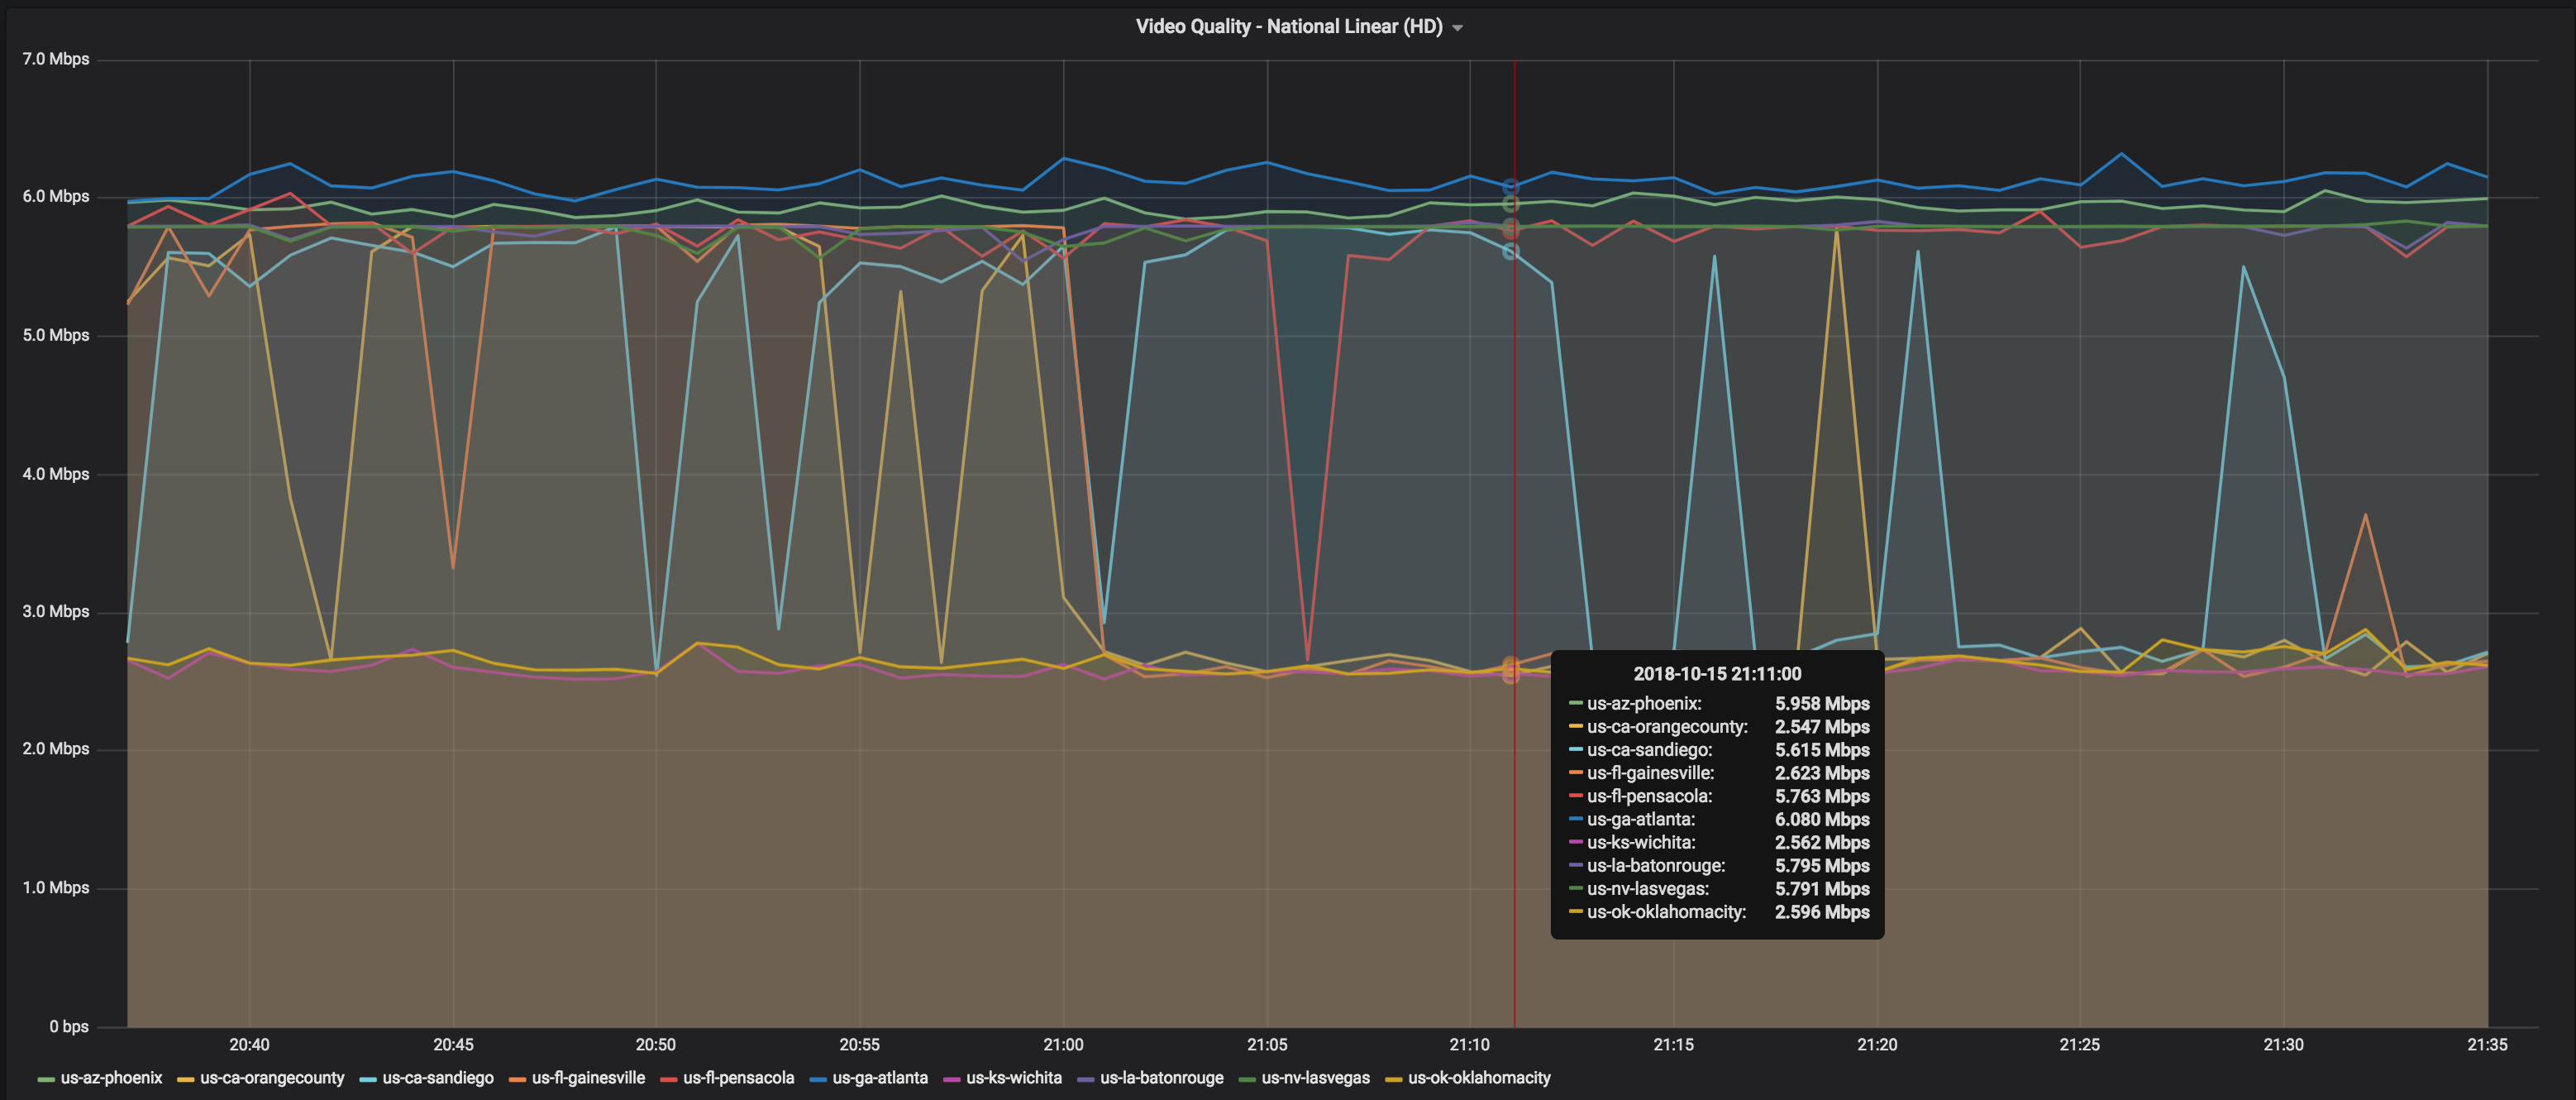 Video Quality - National Linear (HD)
7.0 Mbps
6.0 Mbps
5.0 Mbps
4.0 Mbps
3.0 Mbps
2.0 Mbps
1.0 Mbps
0 bps
2018-10-15 21:11:00
us-az-phoenix: 5.958 Mbps
us-ca-orangecounty: 2.547 Mbps
us-ca-sandiego: 5.615 Mbps
us-fl-gainesville: 2.623 Mbps
us-fl-pensacola: 5.763 Mbps
us-ga-atlanta: 6.080 Mbps
us-ks-wichita: 2.562 Mbps
us-la-batonrouge: 5.795 Mbps
us-nv-lasvegas: 5.791 Mbps
us-ok-oklahomacity: 2.596 Mbps
20:40 20:45 20:50 20:55 21:00 21:05 21:10 21:15 21:20 21:25 21:30 21:35
us-az-phoenix us-ca-orangecounty us-ca-sandiego us-fl-gainesville us-fl-pensacola us-ga-atlanta us-ks-wichita us-la-batonrouge us-nv-lasvegas us-ok-oklahomacity